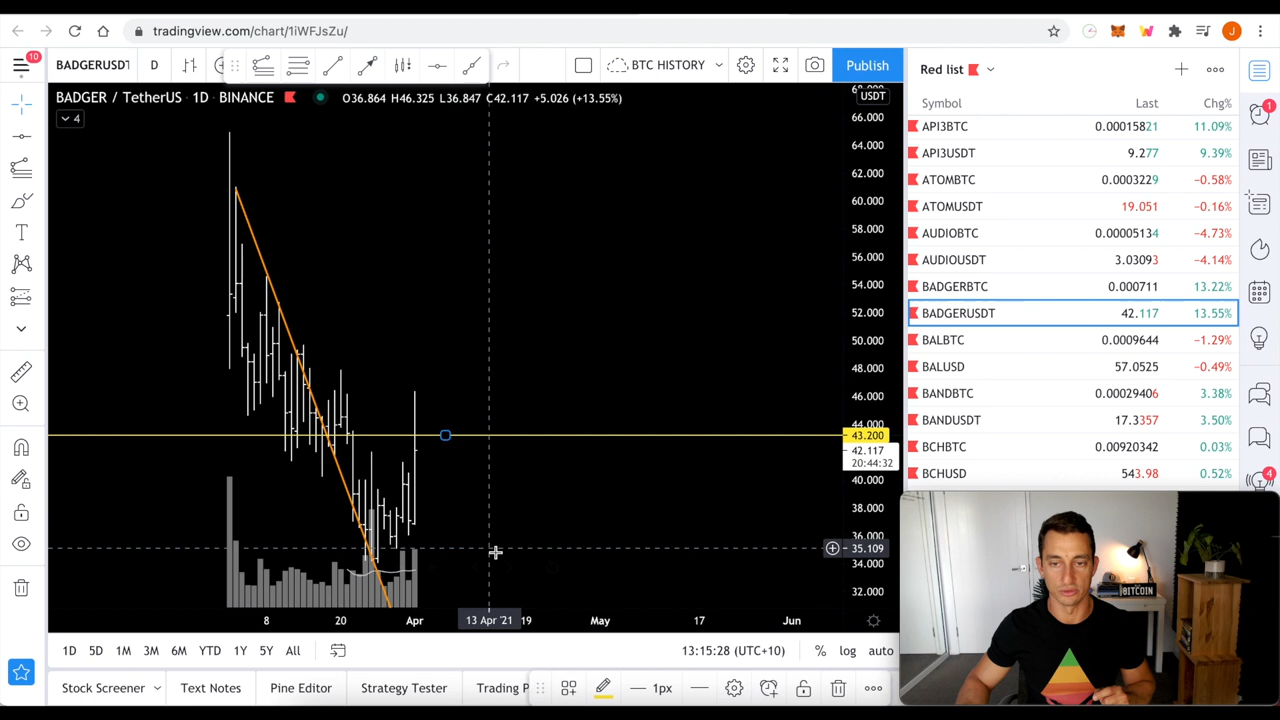 tradingview.com/chart/1iWFJsZu/
J
10
BADGERUSDT
D
BTC HISTORY
Publish
Red list
BADGER / TetherUS · 1D · BINANCE
O36.864 H46.325 L36.847 C42.117 +5.026 (+13.55%)
USDT
4
Symbol Last Chg%
API3BTC 0.00015821 11.09%
API3USDT 9.277 9.39%
ATOMBTC 0.0003229 −0.58%
ATOMUSDT 19.051 −0.16%
AUDIOBTC 0.00005134 −4.73%
AUDIOUSDT 3.03093 −4.14%
BADGERBTC 0.000711 13.22%
BADGERUSDT 42.117 13.55%
BALBTC 0.0009644 −1.29%
BALUSD 57.0525 −0.49%
BANDBTC 0.00029406 3.38%
BANDUSDT 17.3357 3.50%
BCHBTC 0.00920342 0.03%
BCHUSD 543.98 0.52%
1
4
68.000
66.000
64.000
62.000
60.000
58.000
56.000
54.000
52.000
50.000
48.000
46.000
44.000
43.200
42.117
20:44:32
40.000
38.000
36.000
35.109
34.000
32.000
8 20 Apr 13 Apr '21 19 May 17 Jun
1D 5D 1M 3M 6M YTD 1Y 5Y All
13:15:28 (UTC+10) % log auto
Stock Screener Text Notes Pine Editor Strategy Tester Trading P
1px
BITCOIN